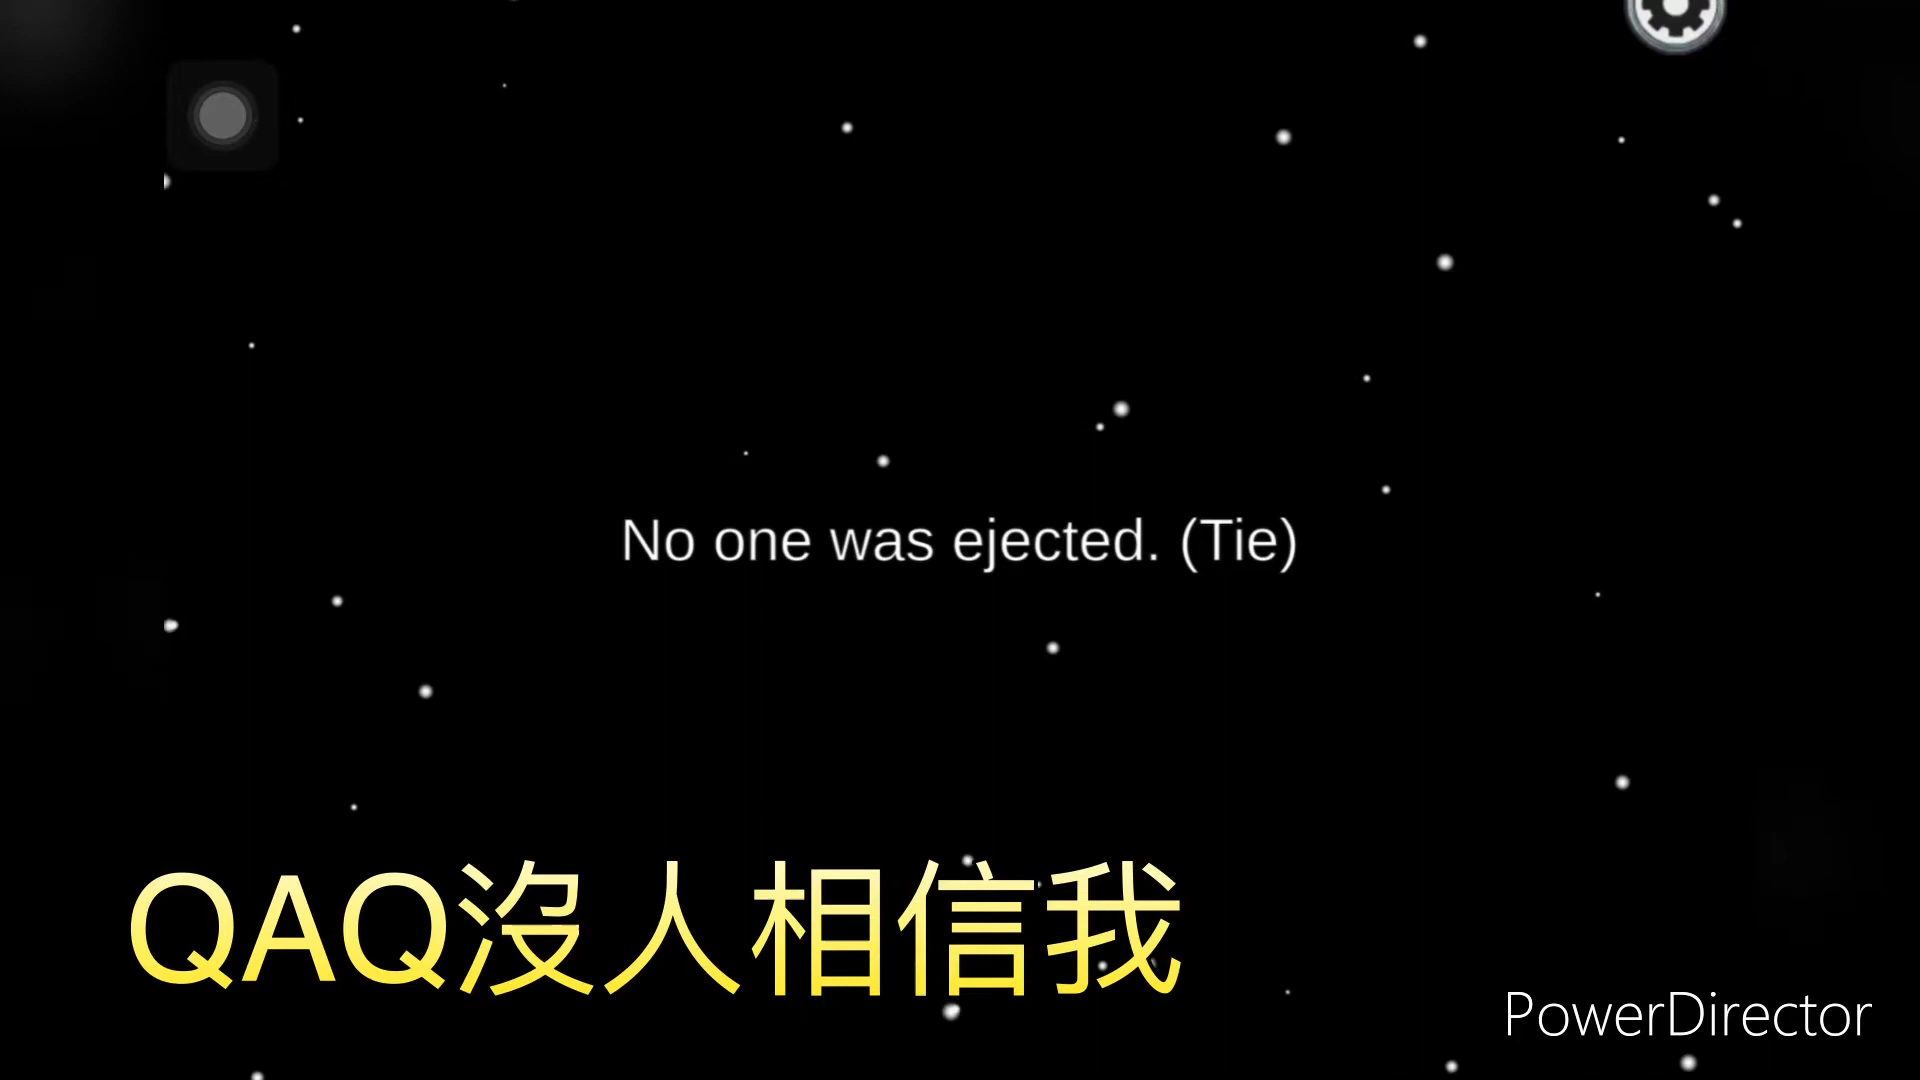 No one was ejected. (Tie)
QAQ沒人相信我
PowerDirector